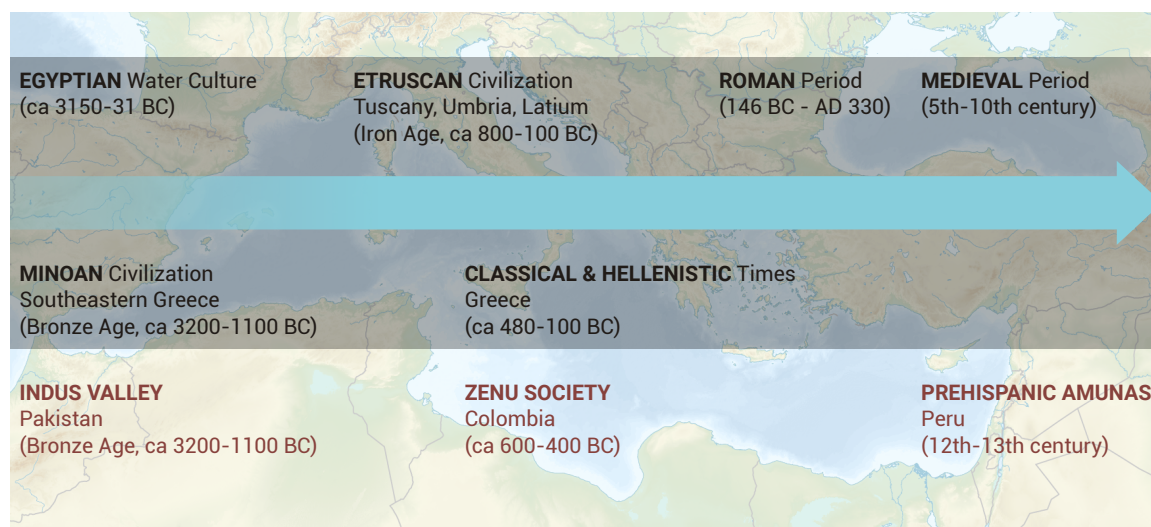 EGYPTIAN Water Culture
(ca 3150-31 BC)
ETRUSCAN Civilization
Tuscany, Umbria, Latium
(Iron Age, ca 800-100 BC)
ROMAN Period
(146 BC - AD 330)
MEDIEVAL Period
(5th-10th century)
MINOAN Civilization
Southeastern Greece
(Bronze Age, ca 3200-1100 BC)
CLASSICAL & HELLENISTIC Times
Greece
(ca 480-100 BC)
INDUS VALLEY
Pakistan
(Bronze Age, ca 3200-1100 BC)
ZENU SOCIETY
Colombia
(ca 600-400 BC)
PREHISPANIC AMUNAS
Peru
(12th-13th century)